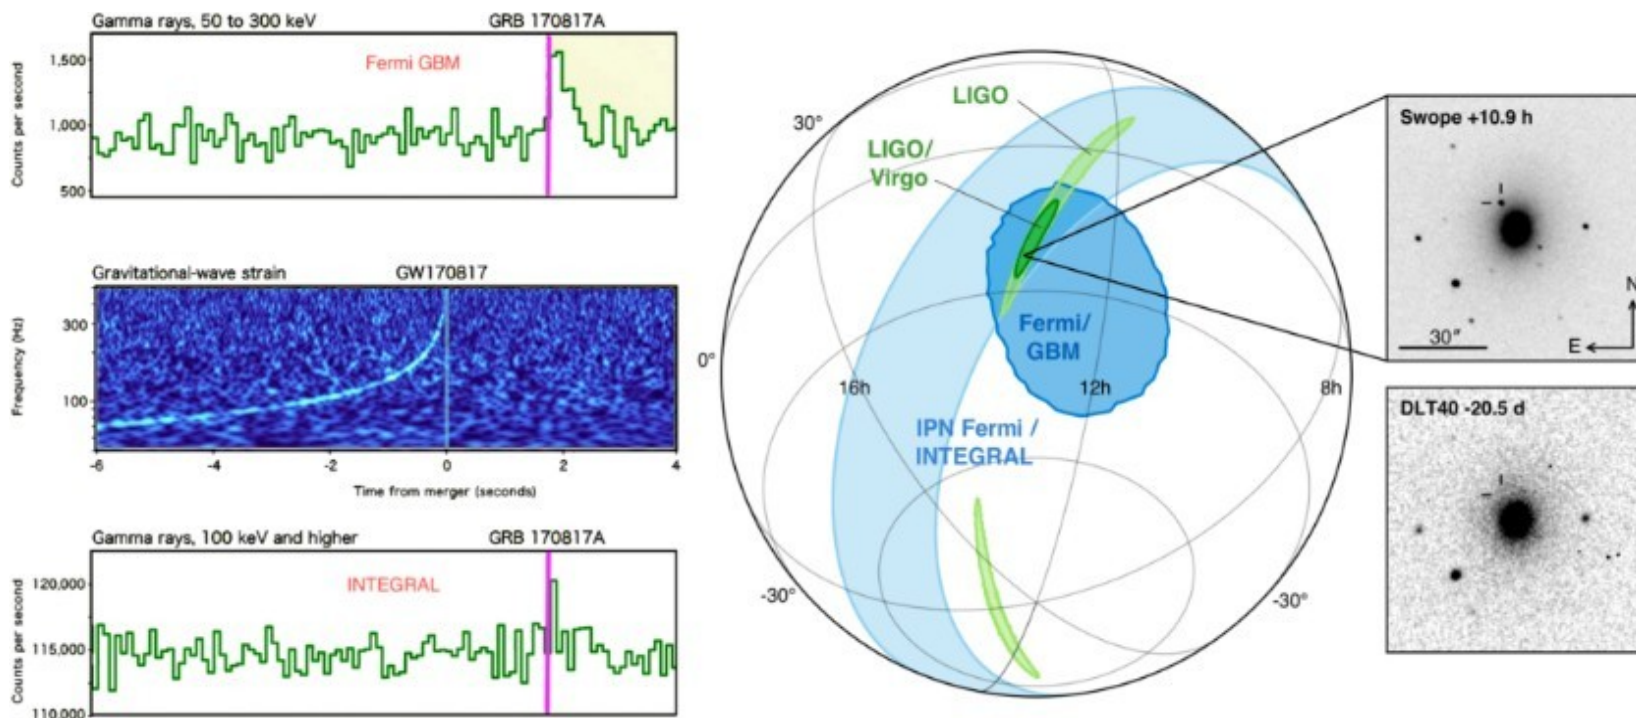 Gamma rays, 50 to 300 keV GRB 170817A
Fermi GBM
Counts per second
1,500
1,000
500
Gravitational-wave strain GW170817
Frequency (Hz)
300
100
-6 -4 -2 0 2 4
Time from merger (seconds)
Gamma rays, 100 keV and higher GRB 170817A
INTEGRAL
Counts per second
120,000
115,000
110,000
LIGO
30°
LIGO/
Virgo
Fermi/
GBM
0°
16h 12h 8h
IPN Fermi /
INTEGRAL
-30° -30°
Swope +10.9 h
N
30"
E
DLT40 -20.5 d